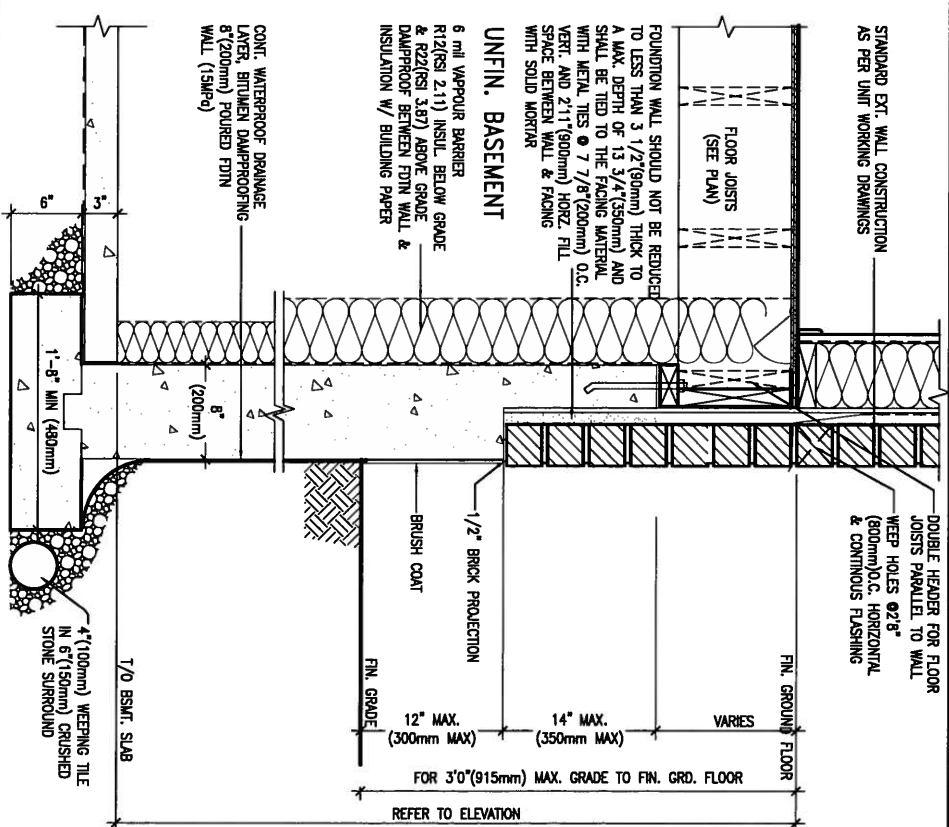 STANDARD EXT. WALL CONSTRUCTION
AS PER UNIT WORKING DRAWINGS
FLOOR JOISTS
(SEE PLAN)
FOUNDTION WALL SHOULD NOT BE REDUCED
TO LESS THAN 3 1/2"(90mm) THICK TO
A MAX. DEPTH OF 13 3/4"(350mm) AND
SHALL BE TIED TO THE FACING MATERIAL
WITH METAL TIES @ 7 7/8"(200mm) O.C.
VERT. AND 2'11"(900mm) HORZ. FILL
SPACE BETWEEN WALL & FACING
WITH SOLID MORTAR
UNFIN. BASEMENT
6 mil VAPPOUR BARRIER
R12(RSI 2.11) INSUL BELOW GRADE
& R22(RSI 3.87) ABOVE GRADE
DAMPPROOF BETWEEN FDTN WALL &
INSULATION W/ BUILDING PAPER
CONT. WATERPROOF DRAINAGE
LAYER, BITUMEN DAMPPROOFING
8"(200mm) POURED FDTN
WALL (15MPa)
3"
6"
8"
(200mm)
1'-8" MIN (480mm)
DOUBLE HEADER FOR FLOOR
JOISTS PARALLEL TO WALL
WEEP HOLES @2'8"
(800mm)O.C. HORIZONTAL
& CONTINOUS FLASHING
1/2" BRICK PROJECTION
BRUSH COAT
4"(100mm) WEEPING TILE
IN 6"(150mm) CRUSHED
STONE SURROUND
FIN. GROUND FLOOR
FIN. GRADE
T/O BSMT. SLAB
VARIES
14" MAX.
(350mm MAX)
12" MAX.
(300mm MAX)
FOR 3'0"(915mm) MAX. GRADE TO FIN. GRD. FLOOR
REFER TO ELEVATION